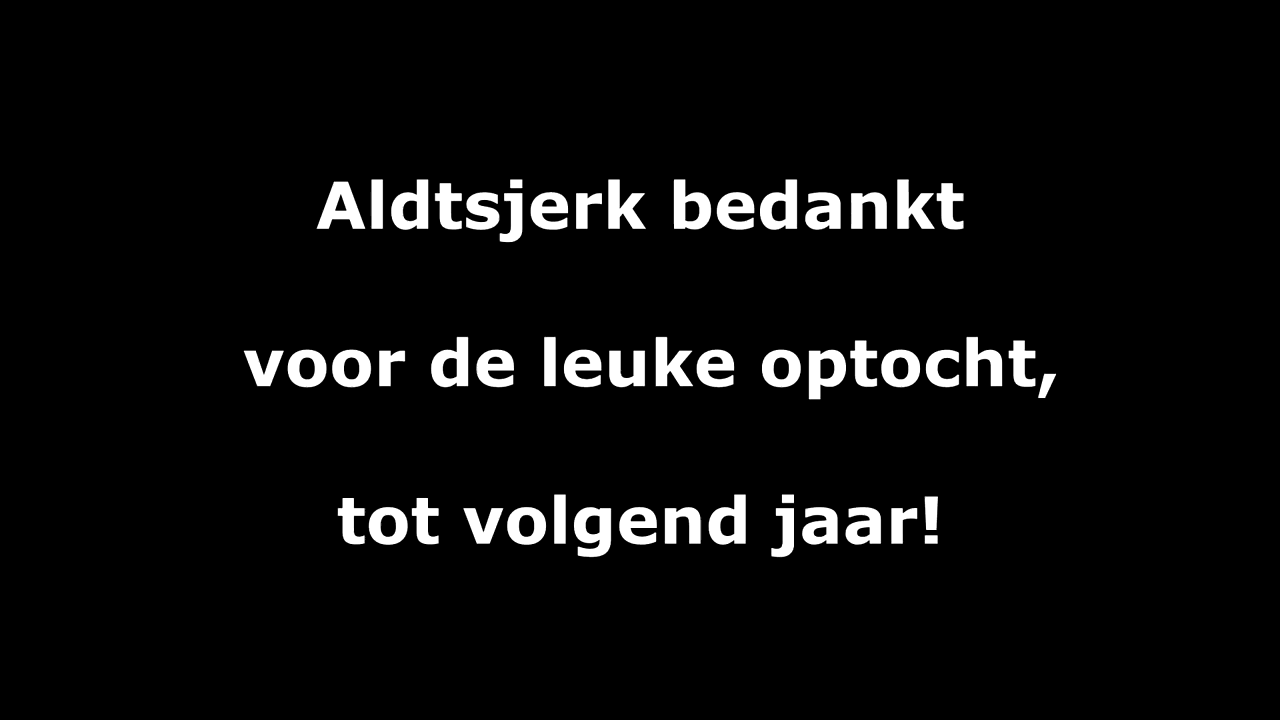 Aldtsjerk bedankt
voor de leuke optocht,
tot volgend jaar!